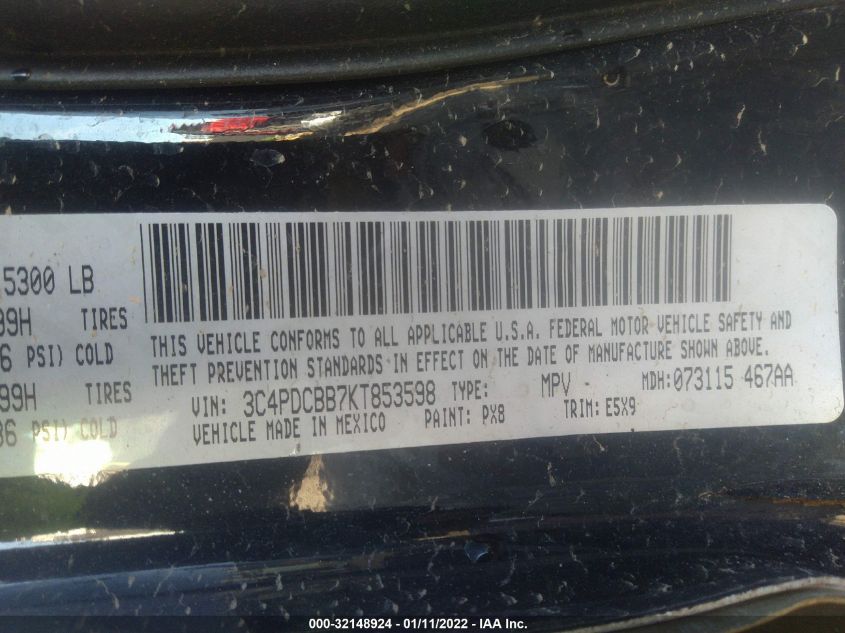 5300 LB
99H TIRES
6 PSI) COLD
99H TIRES
36 PSI) COLD
THIS VEHICLE CONFORMS TO ALL APPLICABLE U.S.A. FEDERAL MOTOR VEHICLE SAFETY AND
THEFT PREVENTION STANDARDS IN EFFECT ON THE DATE OF MANUFACTURE SHOWN ABOVE.
VIN: 3C4PDCBB7KT853598 TYPE: MPV MDH:073115 467AA
VEHICLE MADE IN MEXICO PAINT: PX8 TRIM: E5X9
000-32148924 - 01/11/2022 - IAA Inc.